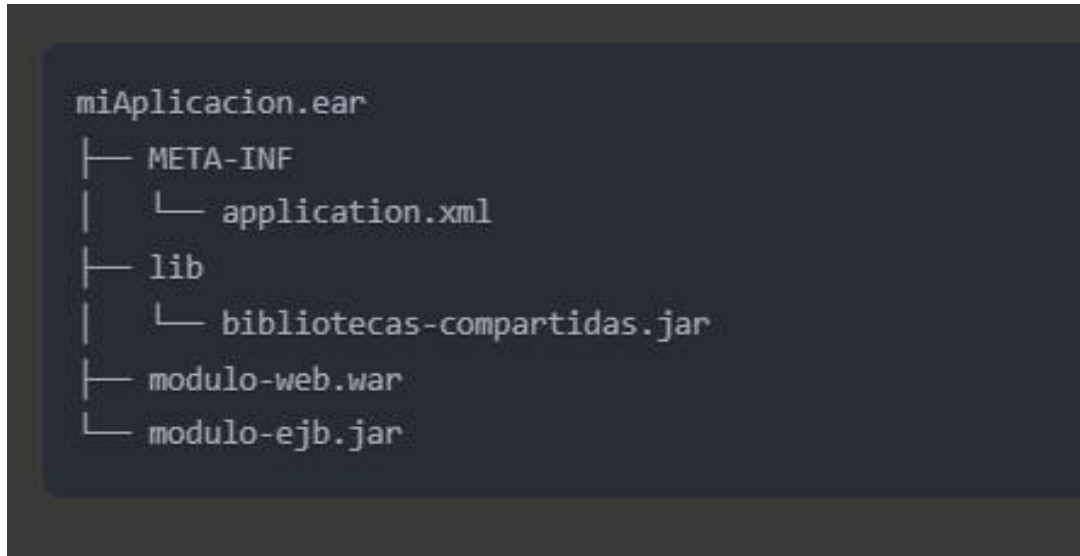 miAplicacion.ear
├── META-INF
│   └── application.xml
├── lib
│   └── bibliotecas-compartidas.jar
├── modulo-web.war
└── modulo-ejb.jar